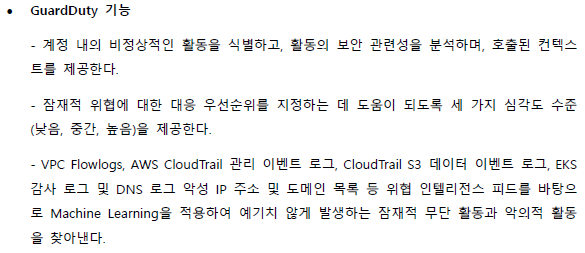 • GuardDuty 기능
- 계정 내의 비정상적인 활동을 식별하고, 활동의 보안 관련성을 분석하며, 호출된 컨텍스
트를 제공한다.
- 잠재적 위협에 대한 대응 우선순위를 지정하는 데 도움이 되도록 세 가지 심각도 수준
(낮음, 중간, 높음)을 제공한다.
- VPC Flowlogs, AWS CloudTrail 관리 이벤트 로그, CloudTrail S3 데이터 이벤트 로그, EKS
감사 로그 및 DNS 로그 악성 IP 주소 및 도메인 목록 등 위협 인텔리전스 피드를 바탕으
로 Machine Learning을 적용하여 예기치 않게 발생하는 잠재적 무단 활동과 악의적 활동
을 찾아낸다.